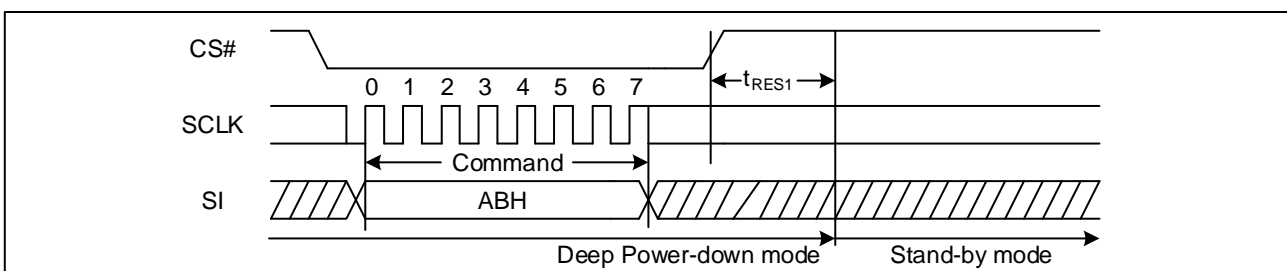 CS#
tRES1
0 1 2 3 4 5 6 7
SCLK
Command
SI
ABH
Deep Power-down mode Stand-by mode